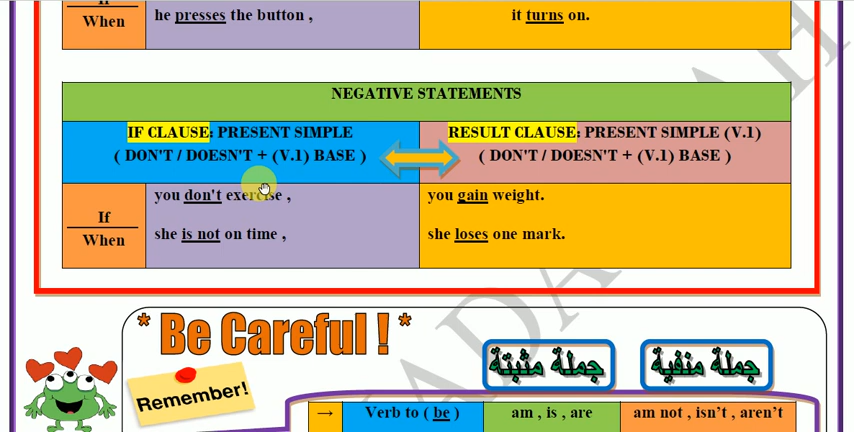 If
When
he presses the button ,
it turns on.
NEGATIVE STATEMENTS
IF CLAUSE: PRESENT SIMPLE
( DON'T / DOESN'T + (V.1) BASE )
RESULT CLAUSE: PRESENT SIMPLE (V.1)
( DON'T / DOESN'T + (V.1) BASE )
If
When
you don't exercise ,
you gain weight.
she is not on time ,
she loses one mark.
* Be Careful ! *
جملة مثبتة
جملة منفية
Remember!
→ Verb to ( be ) am , is , are am not , isn't , aren't